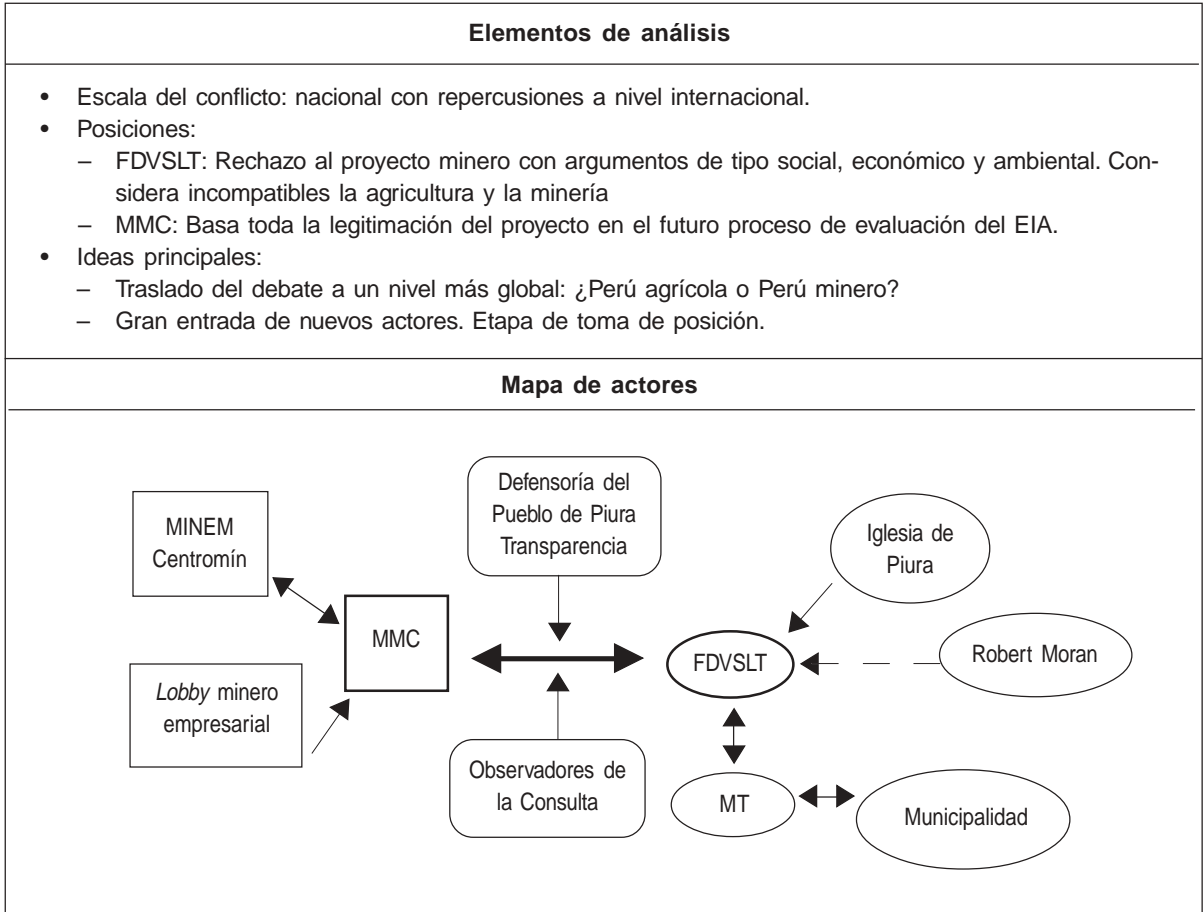 Elementos de análisis
• Escala del conflicto: nacional con repercusiones a nivel internacional.
• Posiciones:
– FDVSLT: Rechazo al proyecto minero con argumentos de tipo social, económico y ambiental. Con-
sidera incompatibles la agricultura y la minería
– MMC: Basa toda la legitimación del proyecto en el futuro proceso de evaluación del EIA.
• Ideas principales:
– Traslado del debate a un nivel más global: ¿Perú agrícola o Perú minero?
– Gran entrada de nuevos actores. Etapa de toma de posición.
Mapa de actores
MINEM
Centromín
Lobby minero
empresarial
MMC
Defensoría del
Pueblo de Piura
Transparencia
Observadores de
la Consulta
FDVSLT
Iglesia de
Piura
Robert Moran
MT
Municipalidad